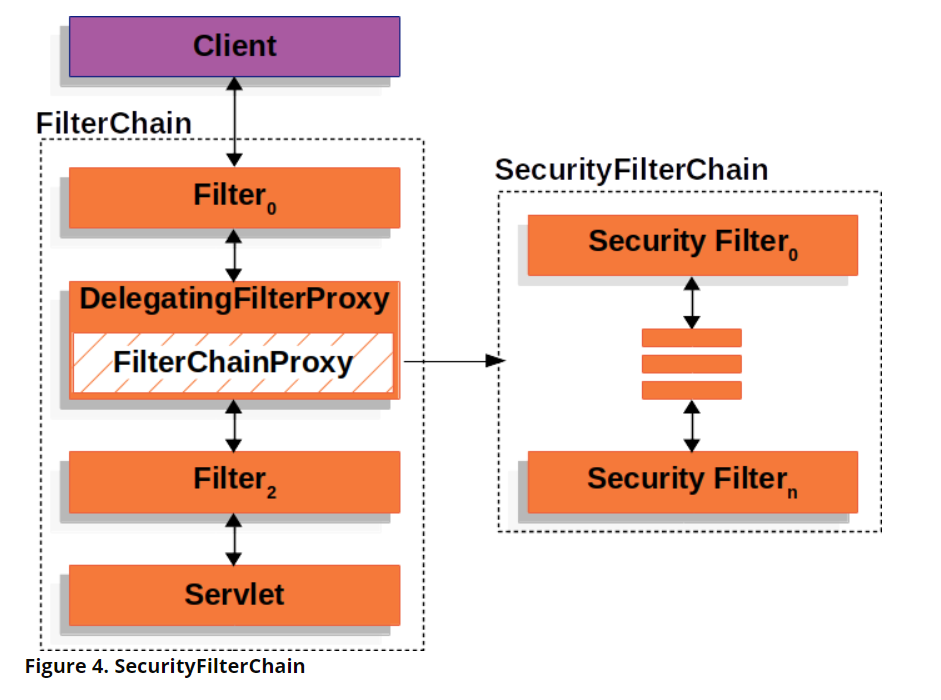 Client
FilterChain
Filter0
DelegatingFilterProxy
FilterChainProxy
Filter2
Servlet
SecurityFilterChain
Security Filter0
Security Filtern
Figure 4. SecurityFilterChain